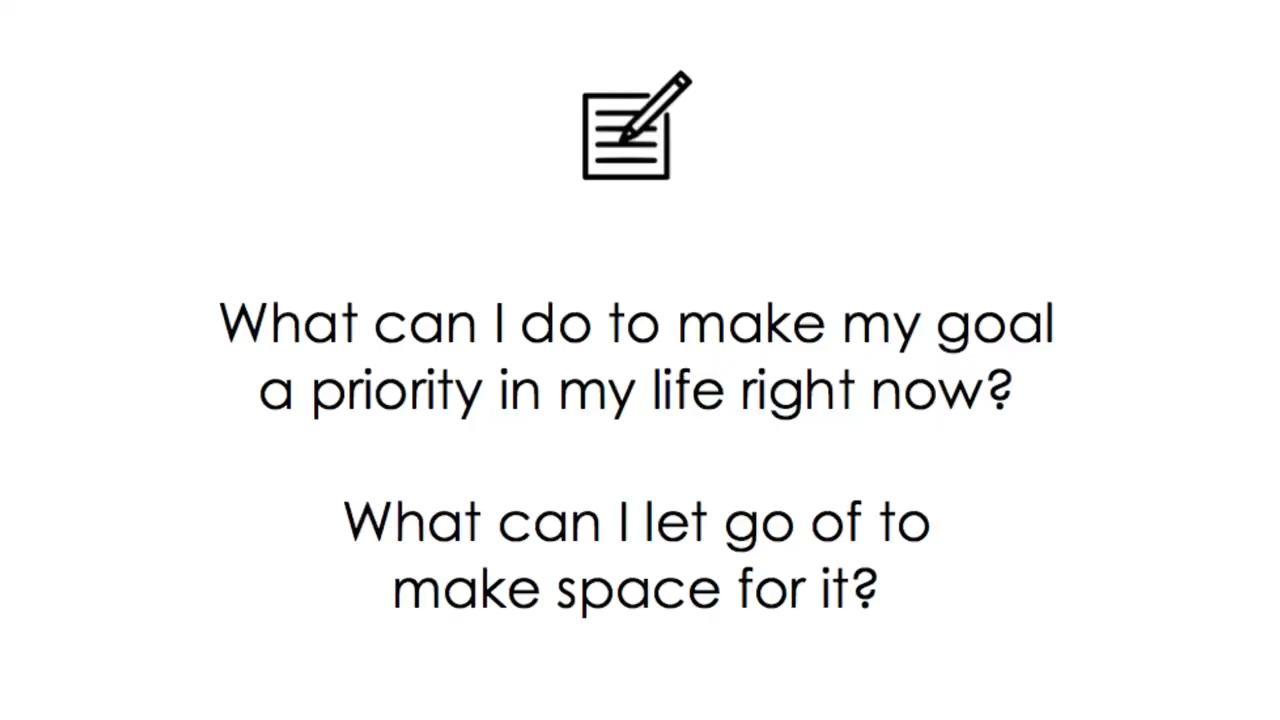 What can I do to make my goal
a priority in my life right now?
What can I let go of to
make space for it?